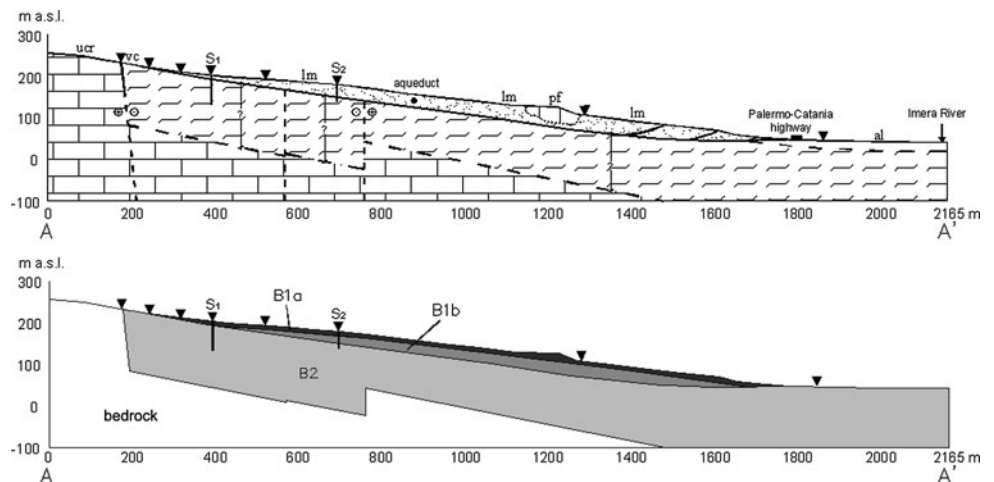 m a.s.l.
300
200
100
0
-100
ucr
vc
S1
lm
S2
aqueduct
lm
pf
lm
Palermo-Catania
highway
al
Imera River
?
?
?
0 200 400 600 800 1000 1200 1400 1600 1800 2000 2165 m
A A'
m a.s.l.
300
200
100
0
-100
S1
B1a
S2
B1b
B2
bedrock
0 200 400 600 800 1000 1200 1400 1600 1800 2000 2165 m
A A'